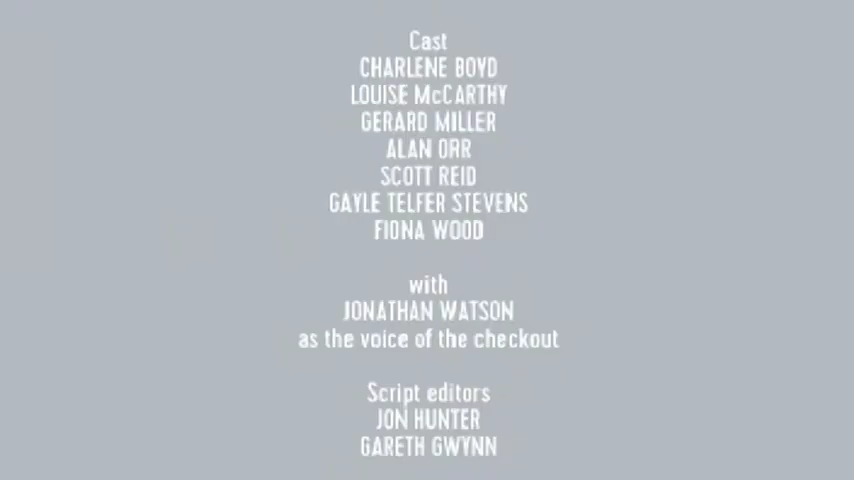 Cast
CHARLENE BOYD
LOUISE McCARTHY
GERARD MILLER
ALAN ORR
SCOTT REID
GAYLE TELFER STEVENS
FIONA WOOD
with
JONATHAN WATSON
as the voice of the checkout
Script editors
JON HUNTER
GARETH GWYNN